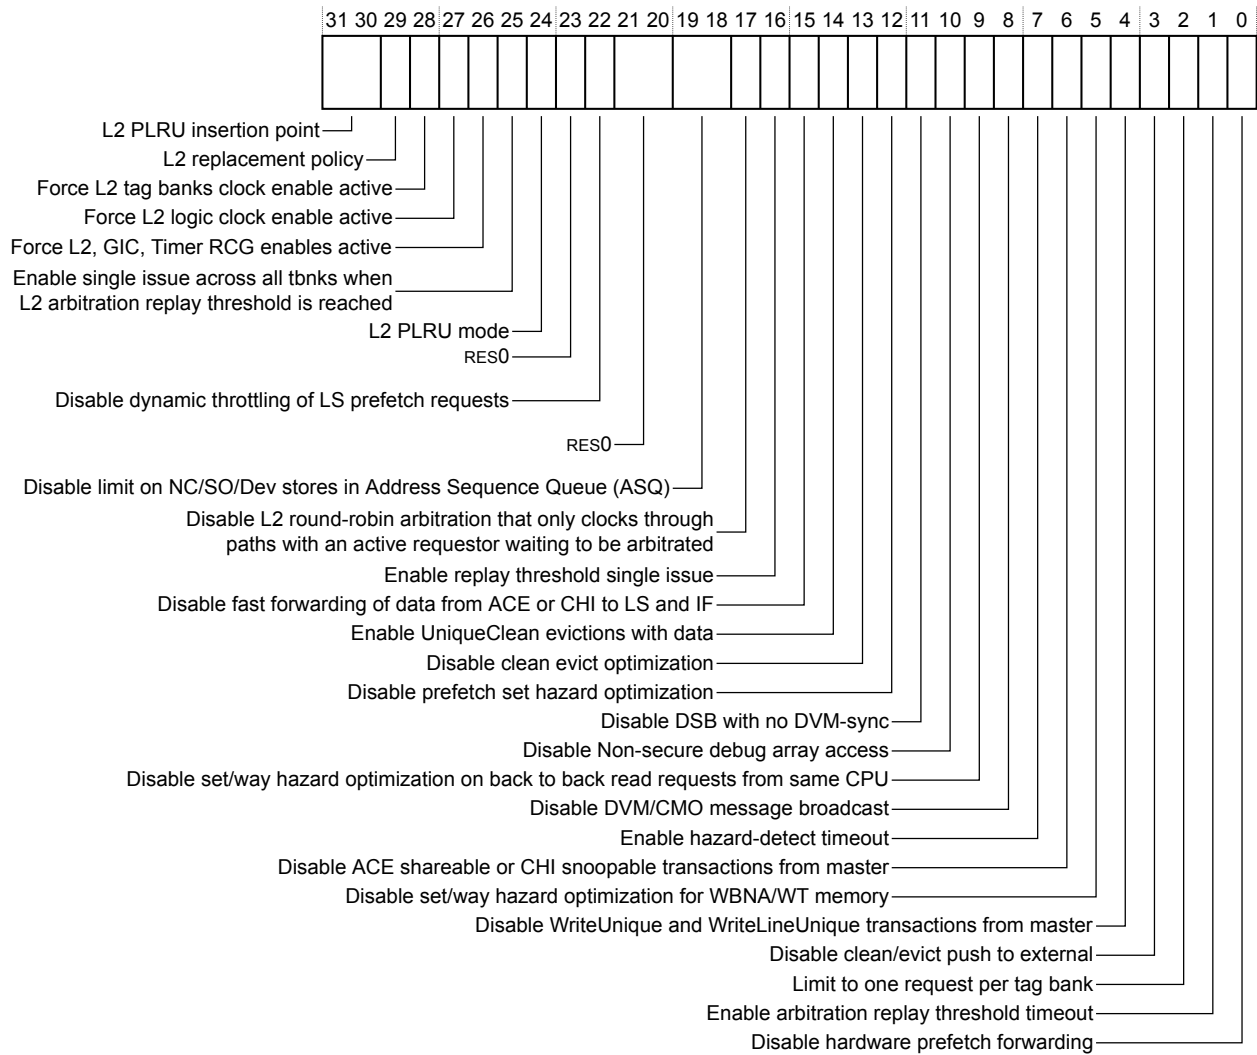 31 30 29 28 27 26 25 24 23 22 21 20 19 18 17 16 15 14 13 12 11 10 9 8 7 6 5 4 3 2 1 0
L2 PLRU insertion point
L2 replacement policy
Force L2 tag banks clock enable active
Force L2 logic clock enable active
Force L2, GIC, Timer RCG enables active
Enable single issue across all tbnks when
L2 arbitration replay threshold is reached
L2 PLRU mode
RES0
Disable dynamic throttling of LS prefetch requests
RES0
Disable limit on NC/SO/Dev stores in Address Sequence Queue (ASQ)
Disable L2 round-robin arbitration that only clocks through
paths with an active requestor waiting to be arbitrated
Enable replay threshold single issue
Disable fast forwarding of data from ACE or CHI to LS and IF
Enable UniqueClean evictions with data
Disable clean evict optimization
Disable prefetch set hazard optimization
Disable DSB with no DVM-sync
Disable Non-secure debug array access
Disable set/way hazard optimization on back to back read requests from same CPU
Disable DVM/CMO message broadcast
Enable hazard-detect timeout
Disable ACE shareable or CHI snoopable transactions from master
Disable set/way hazard optimization for WBNA/WT memory
Disable WriteUnique and WriteLineUnique transactions from master
Disable clean/evict push to external
Limit to one request per tag bank
Enable arbitration replay threshold timeout
Disable hardware prefetch forwarding